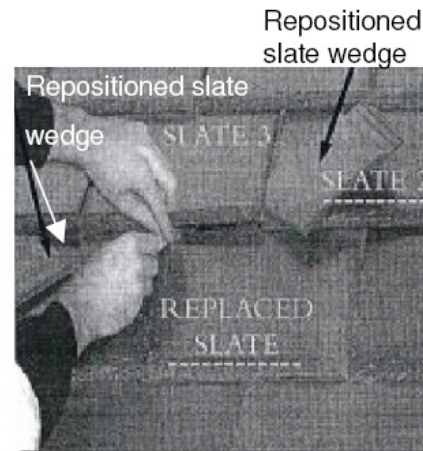 Repositioned
slate wedge
Repositioned slate
wedge
SLATE 3
SLATE 2
REPLACED
SLATE